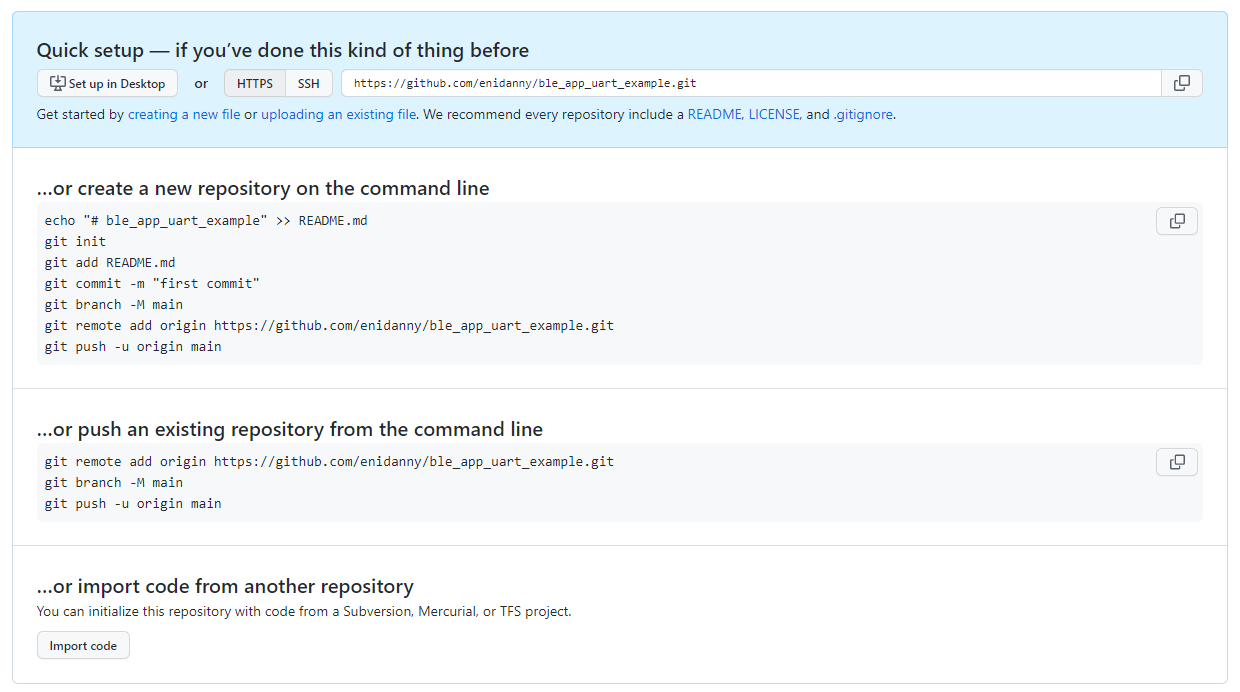 Quick setup — if you’ve done this kind of thing before
Set up in Desktop or HTTPS SSH https://github.com/enidanny/ble_app_uart_example.git
Get started by creating a new file or uploading an existing file. We recommend every repository include a README, LICENSE, and .gitignore.
…or create a new repository on the command line
echo "# ble_app_uart_example" >> README.md
git init
git add README.md
git commit -m "first commit"
git branch -M main
git remote add origin https://github.com/enidanny/ble_app_uart_example.git
git push -u origin main
…or push an existing repository from the command line
git remote add origin https://github.com/enidanny/ble_app_uart_example.git
git branch -M main
git push -u origin main
…or import code from another repository
You can initialize this repository with code from a Subversion, Mercurial, or TFS project.
Import code